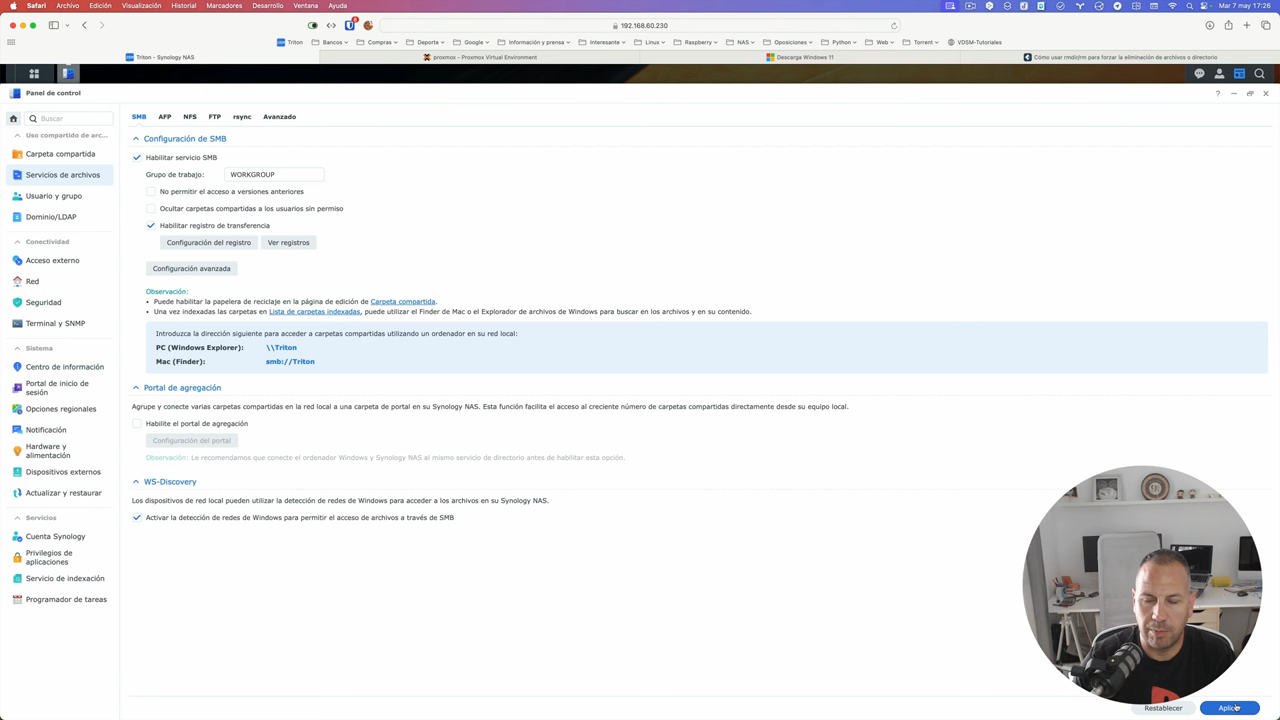 Safari Archivo Edición Visualización Historial Marcadores Desarrollo Ventana Ayuda
Mar 7 may 17:26
192.168.60.230
Triton Bancos Compras Deporte Google Información y prensa Interesante Linux Raspberry NAS Oposiciones Python Web Torrent VDSM-Tutoriales
Triton - Synology NAS
proxmox - Proxmox Virtual Environment
Descarga Windows 11
Cómo usar rmdir/rm para forzar la eliminación de archivos o directorio
Panel de control
Buscar
Uso compartido de arc...
Carpeta compartida
Servicios de archivos
Usuario y grupo
Dominio/LDAP
Conectividad
Acceso externo
Red
Seguridad
Terminal y SNMP
Sistema
Centro de información
Portal de inicio de
sesión
Opciones regionales
Notificación
Hardware y
alimentación
Dispositivos externos
Actualizar y restaurar
Servicios
Cuenta Synology
Privilegios de
aplicaciones
Servicio de indexación
Programador de tareas
SMB AFP NFS FTP rsync Avanzado
Configuración de SMB
Habilitar servicio SMB
Grupo de trabajo: WORKGROUP
No permitir el acceso a versiones anteriores
Ocultar carpetas compartidas a los usuarios sin permiso
Habilitar registro de transferencia
Configuración del registro Ver registros
Configuración avanzada
Observación:
• Puede habilitar la papelera de reciclaje en la página de edición de Carpeta compartida.
• Una vez indexadas las carpetas en Lista de carpetas indexadas, puede utilizar el Finder de Mac o el Explorador de archivos de Windows para buscar en los archivos y en su contenido.
Introduzca la dirección siguiente para acceder a carpetas compartidas utilizando un ordenador en su red local:
PC (Windows Explorer): \\Triton
Mac (Finder): smb://Triton
Portal de agregación
Agrupe y conecte varias carpetas compartidas en la red local a una carpeta de portal en su Synology NAS. Esta función facilita el acceso al creciente número de carpetas compartidas directamente desde su equipo local.
Habilite el portal de agregación
Configuración del portal
Observación: Le recomendamos que conecte el ordenador Windows y Synology NAS al mismo servicio de directorio antes de habilitar esta opción.
WS-Discovery
Los dispositivos de red local pueden utilizar la detección de redes de Windows para acceder a los archivos en su Synology NAS.
Activar la detección de redes de Windows para permitir el acceso de archivos a través de SMB
Restablecer